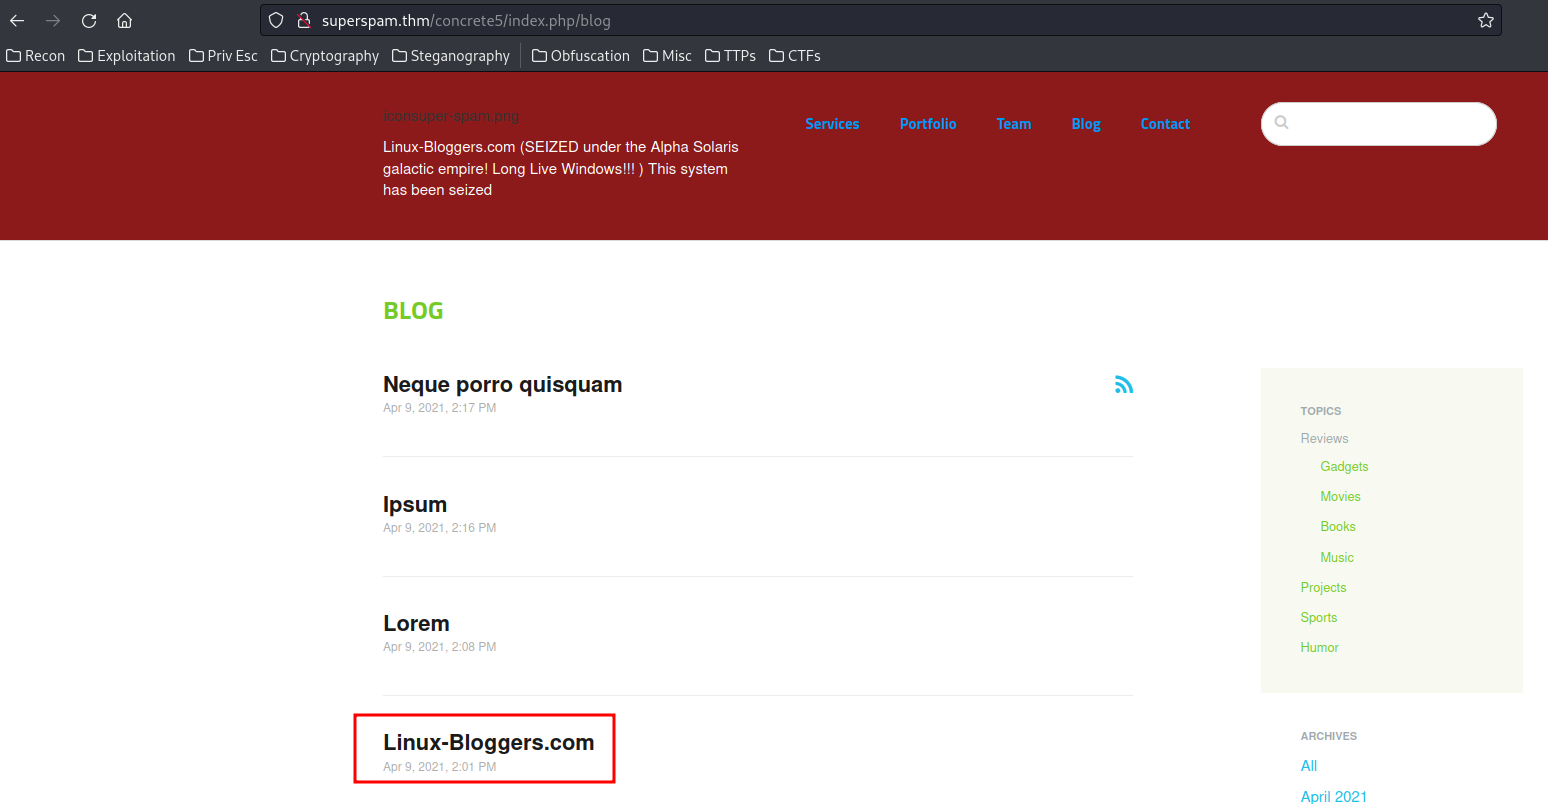 superspam.thm/concrete5/index.php/blog
Recon Exploitation Priv Esc Cryptography Steganography Obfuscation Misc TTPs CTFs
iconsuper-spam.png
Linux-Bloggers.com (SEIZED under the Alpha Solaris
galactic empire! Long Live Windows!!! ) This system
has been seized
Services Portfolio Team Blog Contact
BLOG
Neque porro quisquam
Apr 9, 2021, 2:17 PM
Ipsum
Apr 9, 2021, 2:16 PM
Lorem
Apr 9, 2021, 2:08 PM
Linux-Bloggers.com
Apr 9, 2021, 2:01 PM
TOPICS
Reviews
Gadgets
Movies
Books
Music
Projects
Sports
Humor
ARCHIVES
All
April 2021